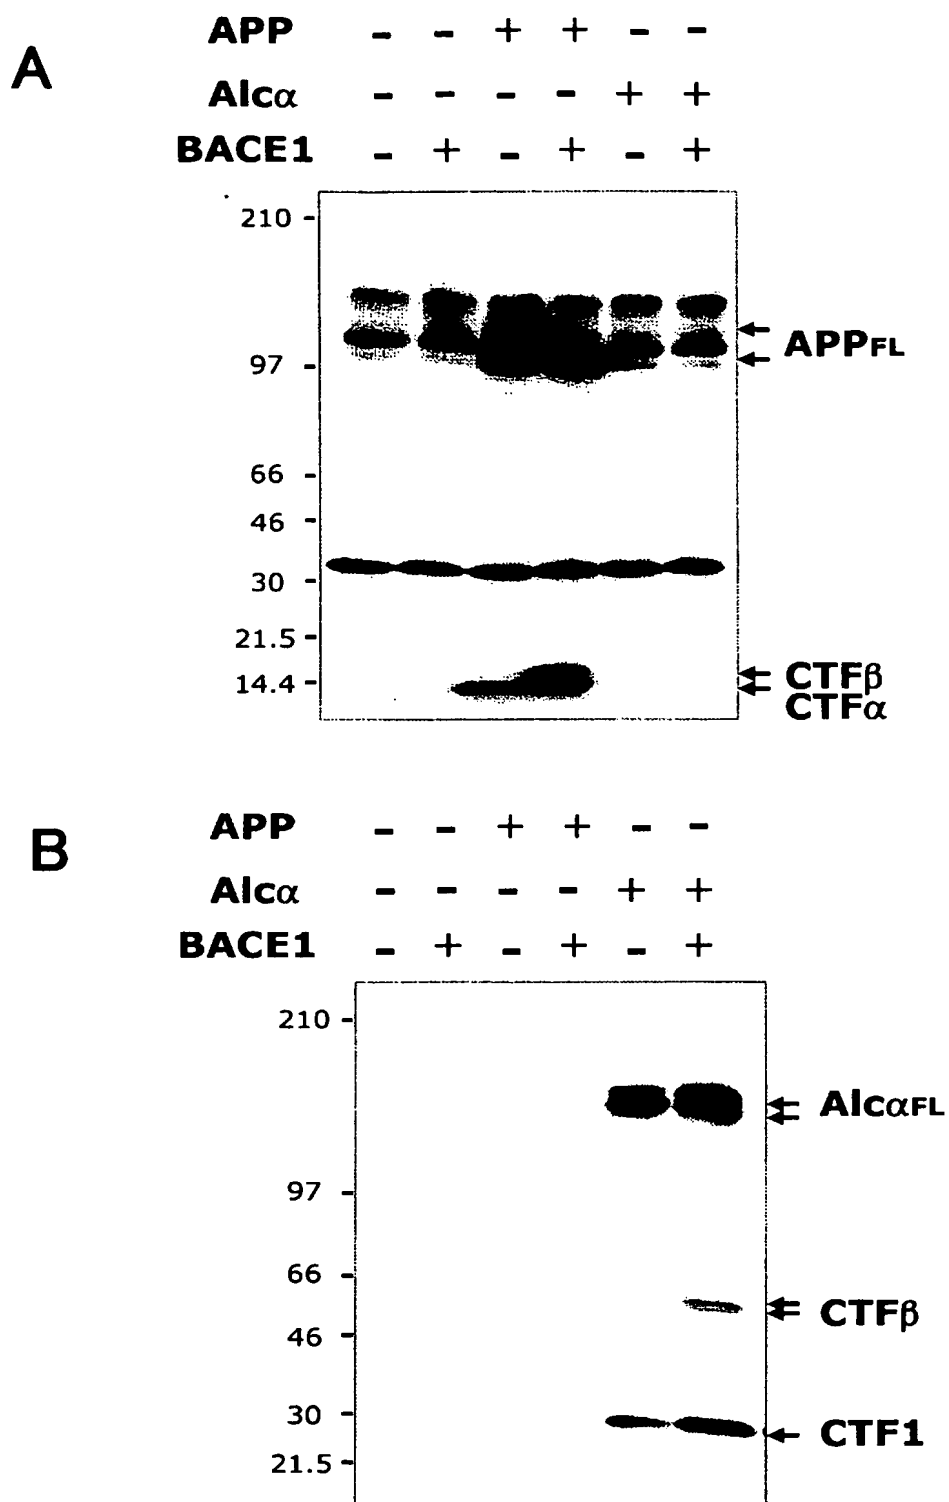 A
APP - - + + - -
Alcα - - - - + +
BACE1 - + - + - +
210
APPFL
97
66
46
30
21.5
CTFβ
14.4
CTFα
B
APP - - + + - -
Alcα - - - - + +
BACE1 - + - + - +
210
AlcαFL
97
66
CTFβ
46
30
CTF1
21.5